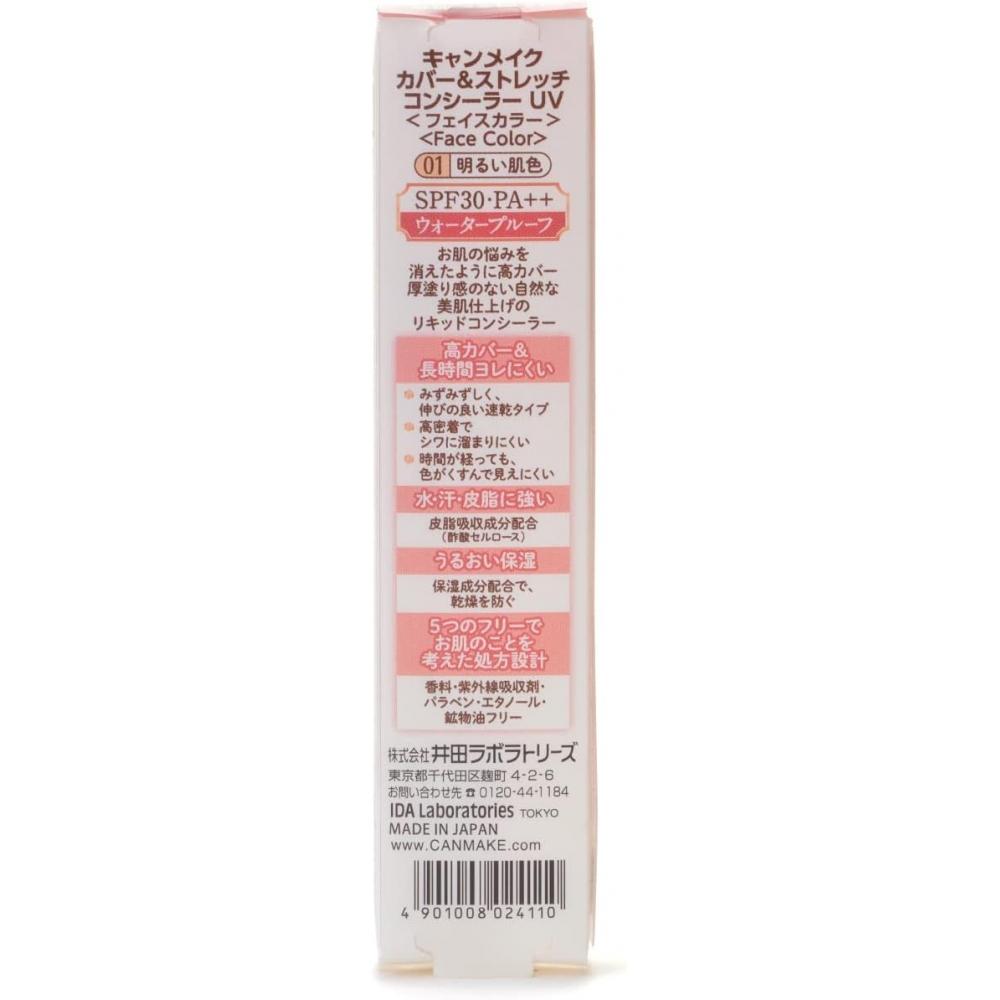 キャンメイク
カバー&ストレッチ
コンシーラー UV
<フェイスカラー>
<Face Color>
01 明るい肌色
SPF30・PA++
ウォータープルーフ
お肌の悩みを
消えたように高カバー
厚塗り感のない自然な
美肌仕上げの
リキッドコンシーラー
高カバー&
長時間ヨレにくい
みずみずしく、
伸びの良い速乾タイプ
高密着で
シワに溜まりにくい
時間が経っても、
色がくすんで見えにくい
水・汗・皮脂に強い
皮脂吸収成分配合
(酢酸セルロース)
うるおい保湿
保湿成分配合で、
乾燥を防ぐ
5つのフリーで
お肌のことを
考えた処方設計
香料・紫外線吸収剤・
パラベン・エタノール・
鉱物油フリー
株式会社 井田ラボラトリーズ
東京都千代田区麹町 4-2-6
お問い合わせ先 ☎ 0120-44-1184
IDA Laboratories TOKYO
MADE IN JAPAN
www.CANMAKE.com
4 901008 024110